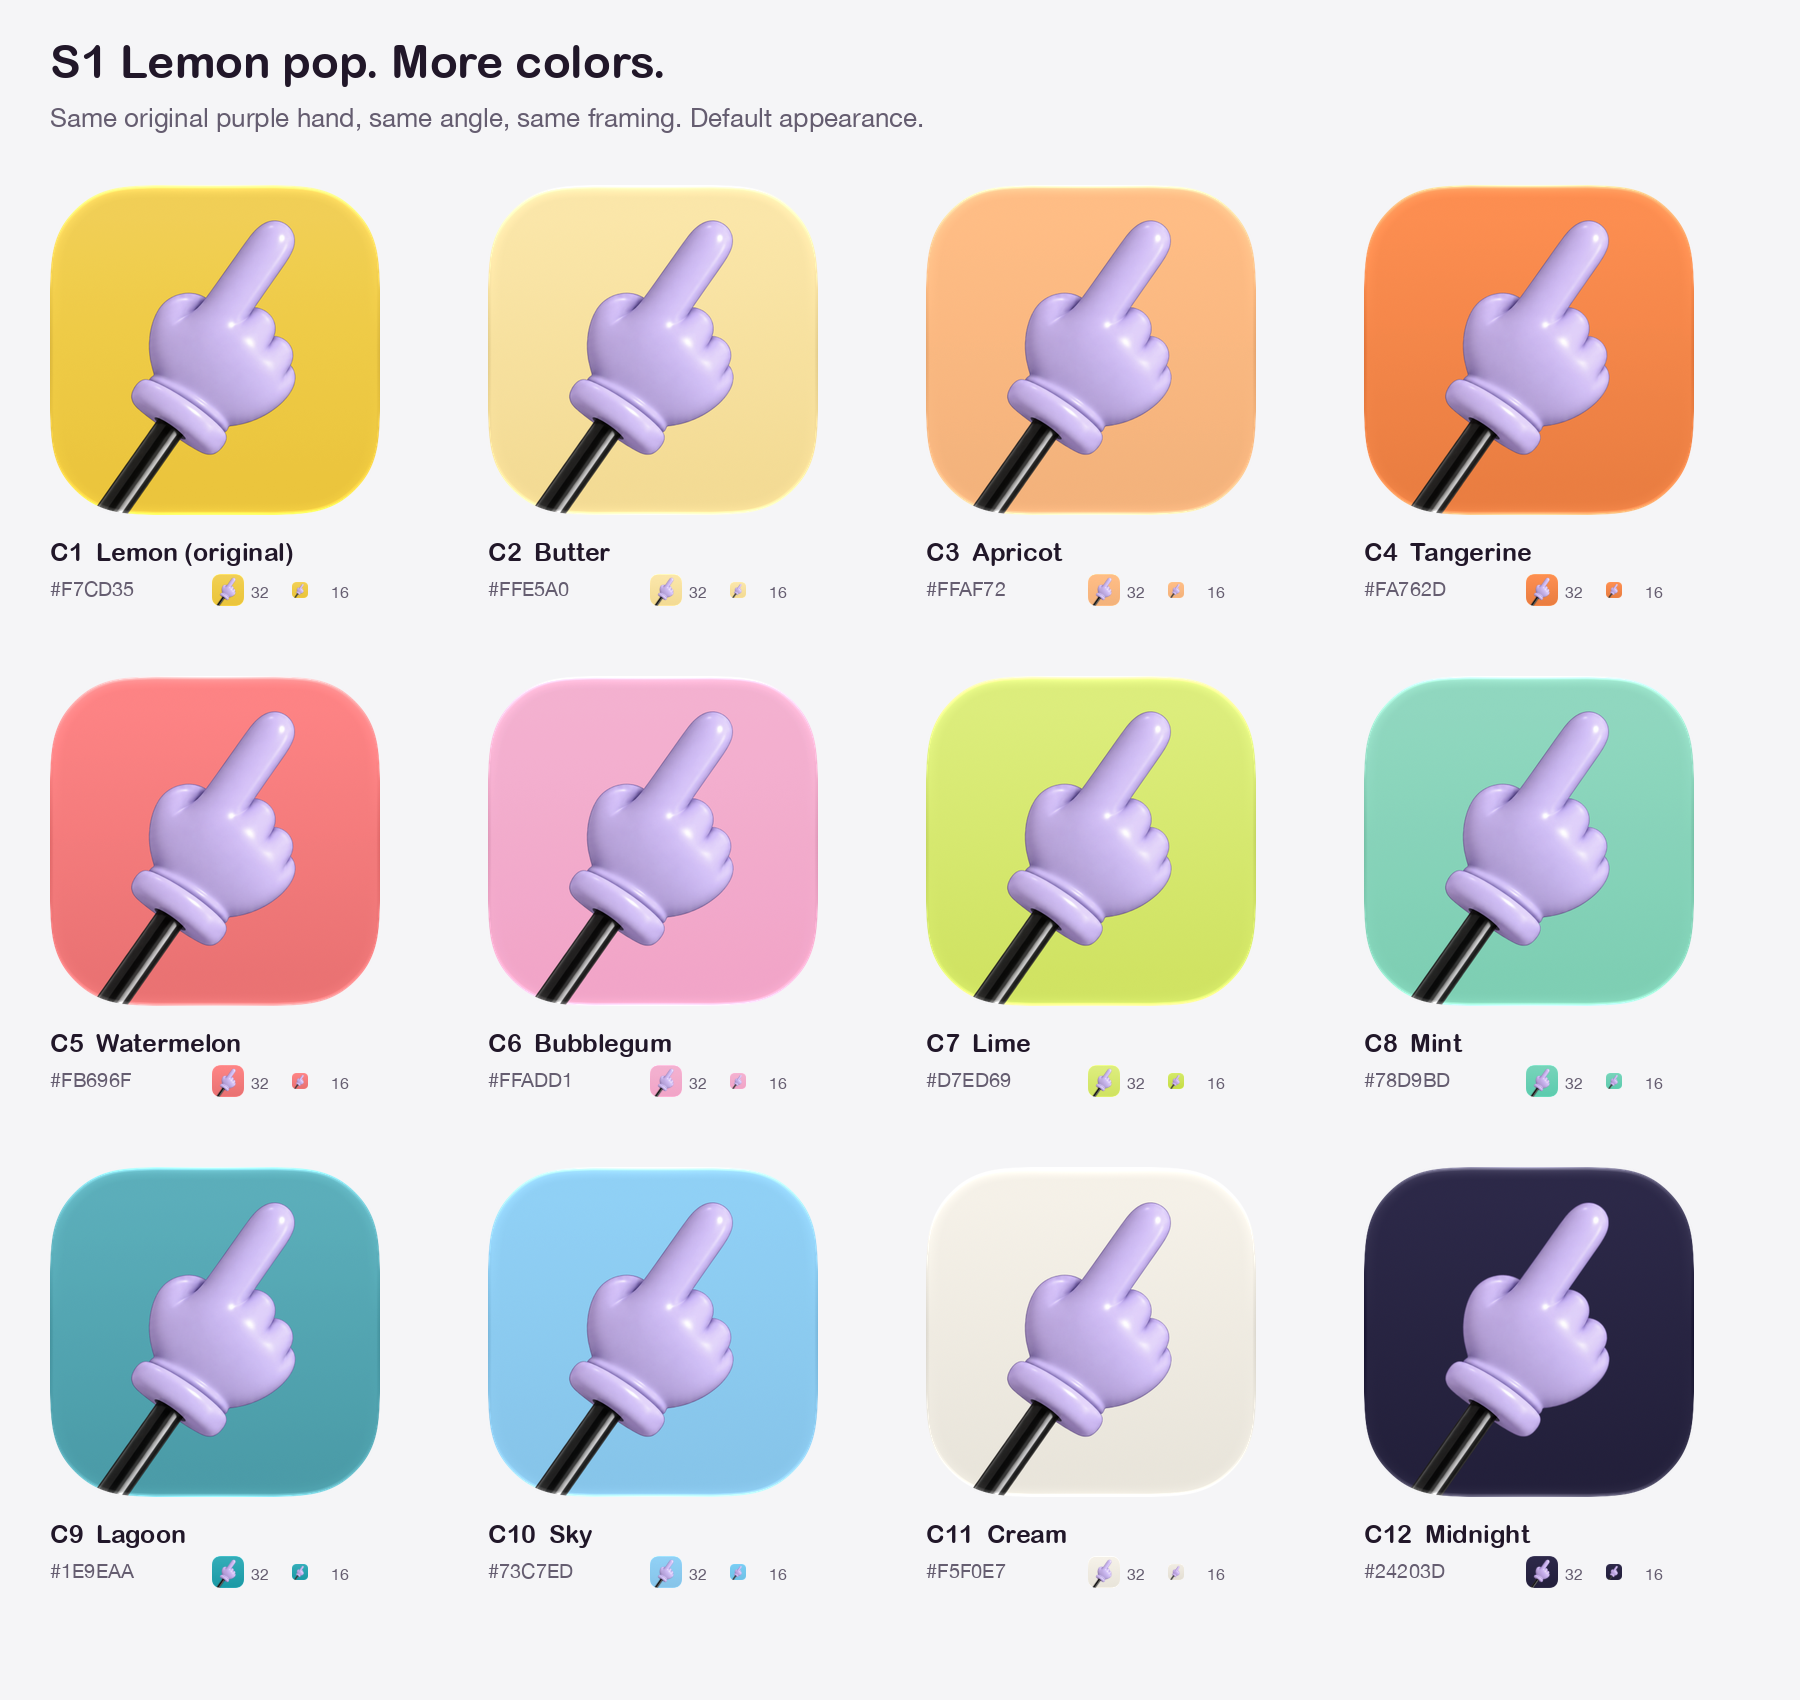 S1 Lemon pop. More colors.
Same original purple hand, same angle, same framing. Default appearance.
C1 Lemon (original)
#F7CD35 32 16
C2 Butter
#FFE5A0 32 16
C3 Apricot
#FFAF72 32 16
C4 Tangerine
#FA762D 32 16
C5 Watermelon
#FB696F 32 16
C6 Bubblegum
#FFADD1 32 16
C7 Lime
#D7ED69 32 16
C8 Mint
#78D9BD 32 16
C9 Lagoon
#1E9EAA 32 16
C10 Sky
#73C7ED 32 16
C11 Cream
#F5F0E7 32 16
C12 Midnight
#24203D 32 16